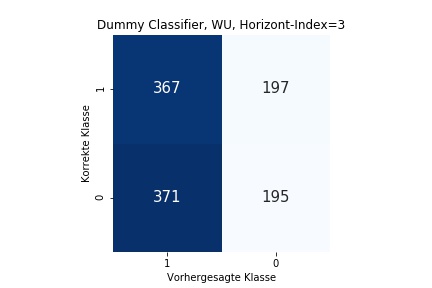 Dummy Classifier, WU, Horizont-Index=3
Korrekte Klasse
1
367
197
0
371
195
1
0
Vorhergesagte Klasse